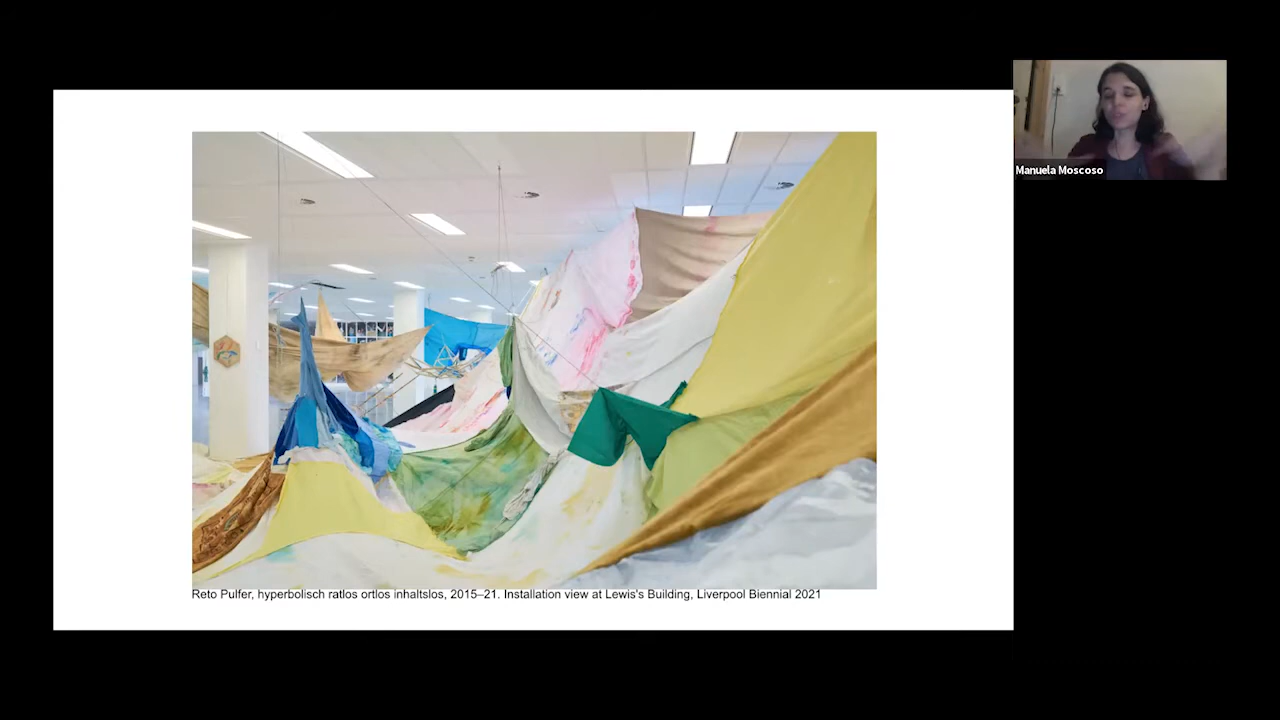 Manuela Moscoso
Reto Pulfer, hyperbolisch ratlos ortlos inhaltslos, 2015–21. Installation view at Lewis's Building, Liverpool Biennial 2021